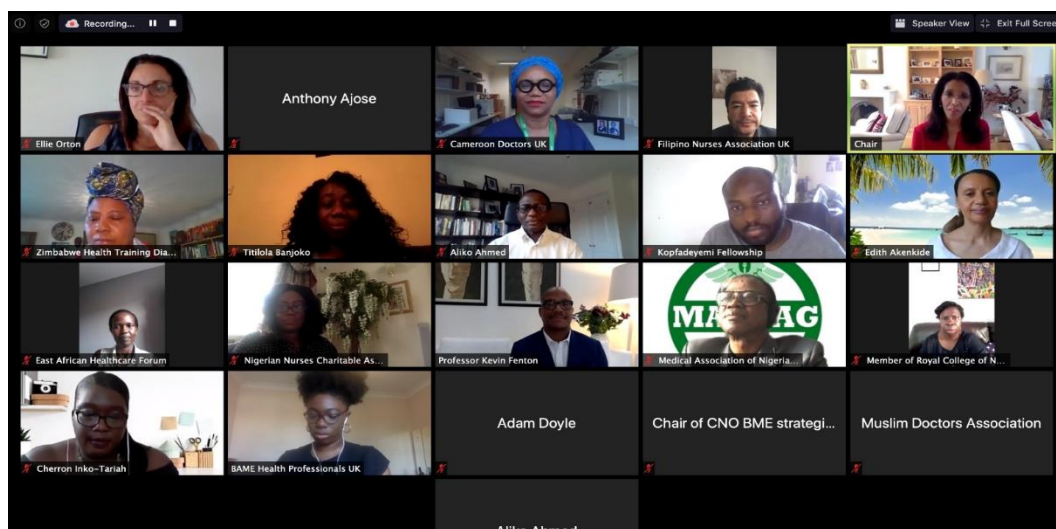 Recording...
Speaker View
Exit Full Scree
Ellie Orton
Anthony Ajose
Cameroon Doctors UK
Filipino Nurses Association UK
Chair
Zimbabwe Health Training Dia...
Titilola Banjoko
Aliko Ahmed
Kopfadeyemi Fellowship
Edith Akenkide
MA AG
East African Healthcare Forum
Nigerian Nurses Charitable As...
Professor Kevin Fenton
Medical Association of Nigeria...
Member of Royal College of N...
Cherron Inko-Tariah
BAME Health Professionals UK
Adam Doyle
Chair of CNO BME strategi...
Muslim Doctors Association
Aliko Ahmed